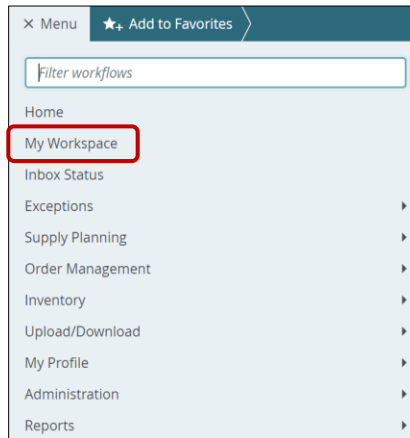 × Menu ★+ Add to Favorites
Filter workflows
Home
My Workspace
Inbox Status
Exceptions
Supply Planning
Order Management
Inventory
Upload/Download
My Profile
Administration
Reports